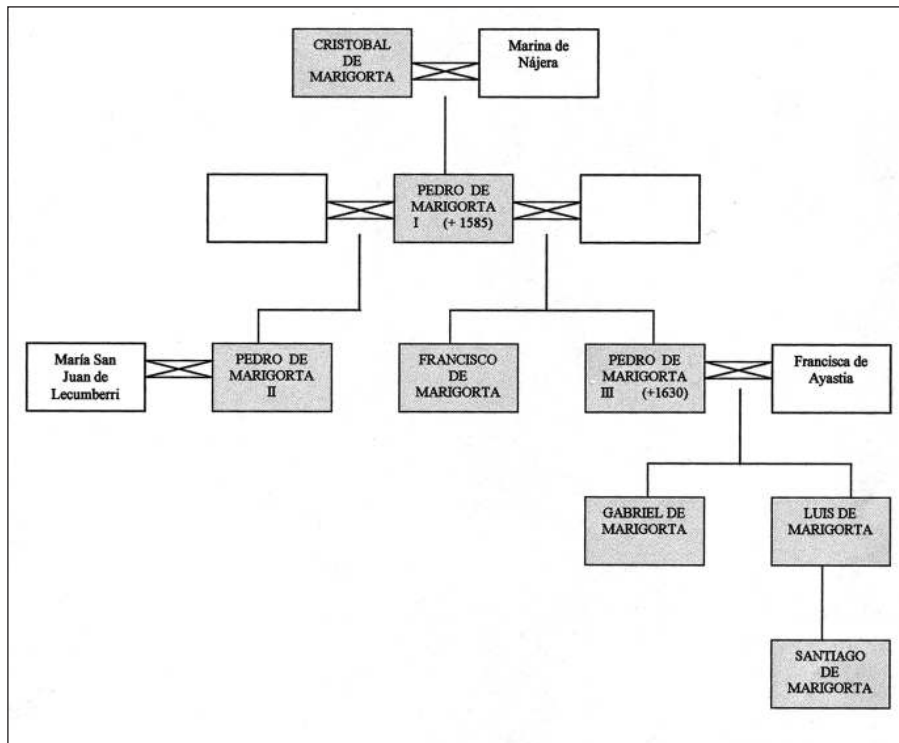 CRISTOBAL
DE
MARIGORTA
Marina de
Nájera
PEDRO DE
MARIGORTA
I (+ 1585)
María San
Juan de
Lecumberri
PEDRO DE
MARIGORTA
II
FRANCISCO
DE
MARIGORTA
PEDRO DE
MARIGORTA
III (+1630)
Francisca de
Ayastia
GABRIEL DE
MARIGORTA
LUIS DE
MARIGORTA
SANTIAGO
DE
MARIGORTA